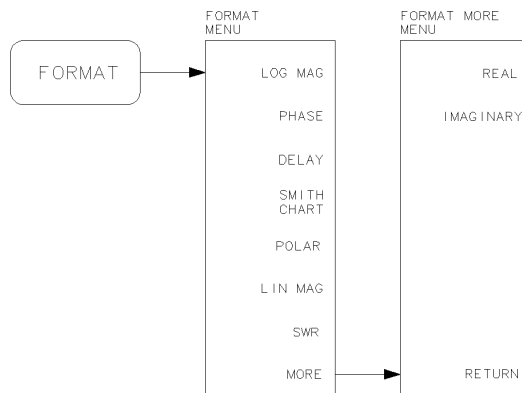 FORMAT
FORMAT
MENU
LOG MAG
PHASE
DELAY
SMITH
CHART
POLAR
LIN MAG
SWR
MORE
FORMAT MORE
MENU
REAL
IMAGINARY
RETURN